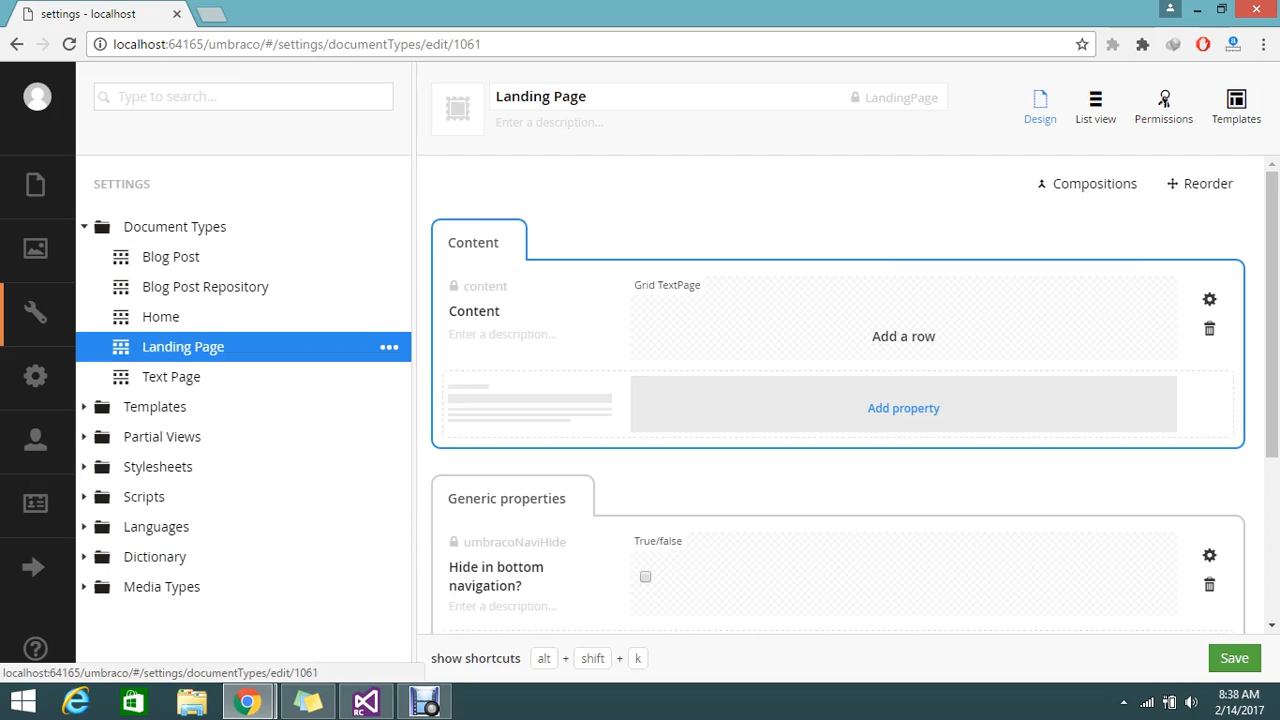 settings - localhost
localhost:64165/umbraco/#/settings/documentTypes/edit/1061
Type to search...
Landing Page
LandingPage
Enter a description...
Design
List view
Permissions
Templates
SETTINGS
Compositions
Reorder
Document Types
Blog Post
Blog Post Repository
Home
Landing Page
Text Page
Templates
Partial Views
Stylesheets
Scripts
Languages
Dictionary
Media Types
Content
content
Content
Enter a description...
Grid TextPage
Add a row
Add property
Generic properties
umbracoNaviHide
Hide in bottom
navigation?
Enter a description...
True/false
show shortcuts alt + shift + k
Save
localhost:64165/umbraco/#/settings/documentTypes/edit/1061
8:38 AM
2/14/2017